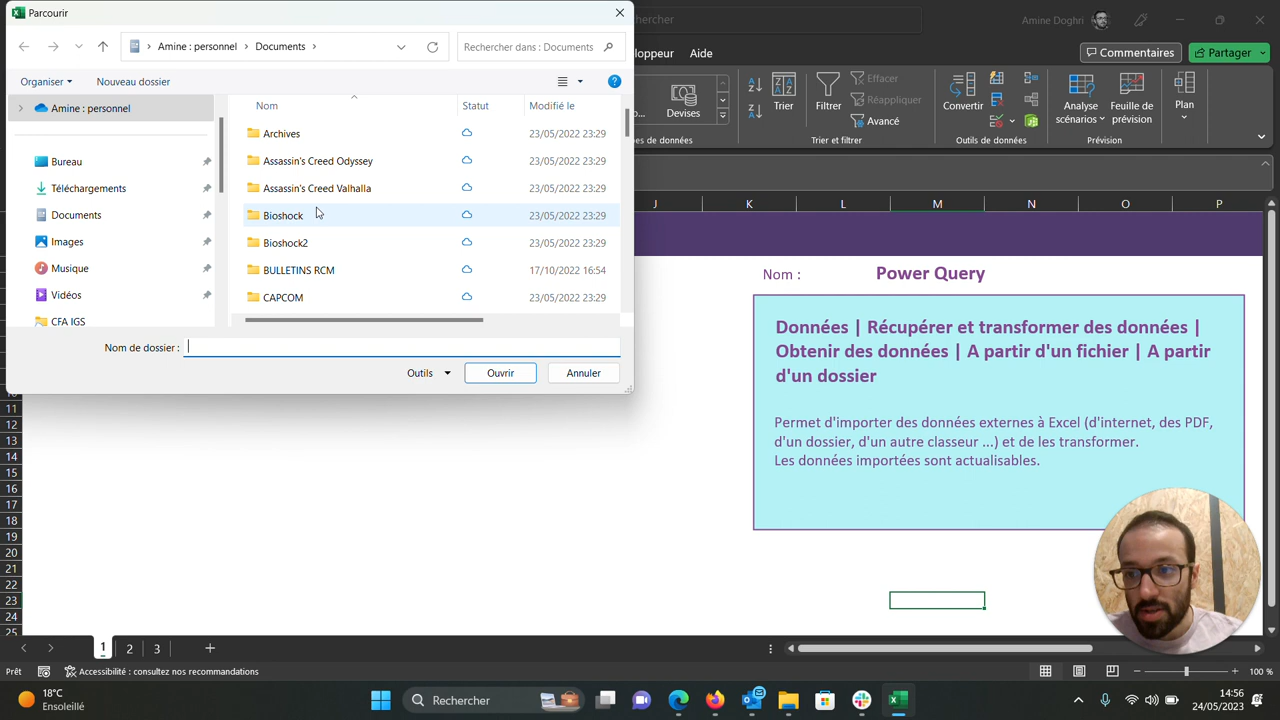 Parcourir
Amine : personnel > Documents >
Rechercher dans : Documents
Organiser
Nouveau dossier
Amine : personnel
Bureau
Téléchargements
Documents
Images
Musique
Vidéos
CFA IGS
Nom Statut Modifié le
Archives 23/05/2022 23:29
Assassin's Creed Odyssey 23/05/2022 23:29
Assassin's Creed Valhalla 23/05/2022 23:29
Bioshock 23/05/2022 23:29
Bioshock2 23/05/2022 23:29
BULLETINS RCM 17/10/2022 16:54
CAPCOM 23/05/2022 23:29
Nom de dossier :
Outils Ouvrir Annuler
hercher
Amine Doghri
loppeur Aide
Commentaires
Partager
o... Devises
es de données
Trier
Filtrer
Effacer
Réappliquer
Avancé
Trier et filtrer
Convertir
Outils de données
Analyse
scénarios
Feuille de
prévision
Prévision
Plan
J K L M N O P
Nom : Power Query
Données | Récupérer et transformer des données |
Obtenir des données | A partir d'un fichier | A partir
d'un dossier
Permet d'importer des données externes à Excel (d'internet, des PDF,
d'un dossier, d'un autre classeur ...) et de les transformer.
Les données importées sont actualisables.
11
12
13
14
15
16
17
18
19
20
21
22
23
24
25
1 2 3
Prêt
Accessibilité : consultez nos recommandations
100 %
18°C
Ensoleillé
Rechercher
14:56
24/05/2023